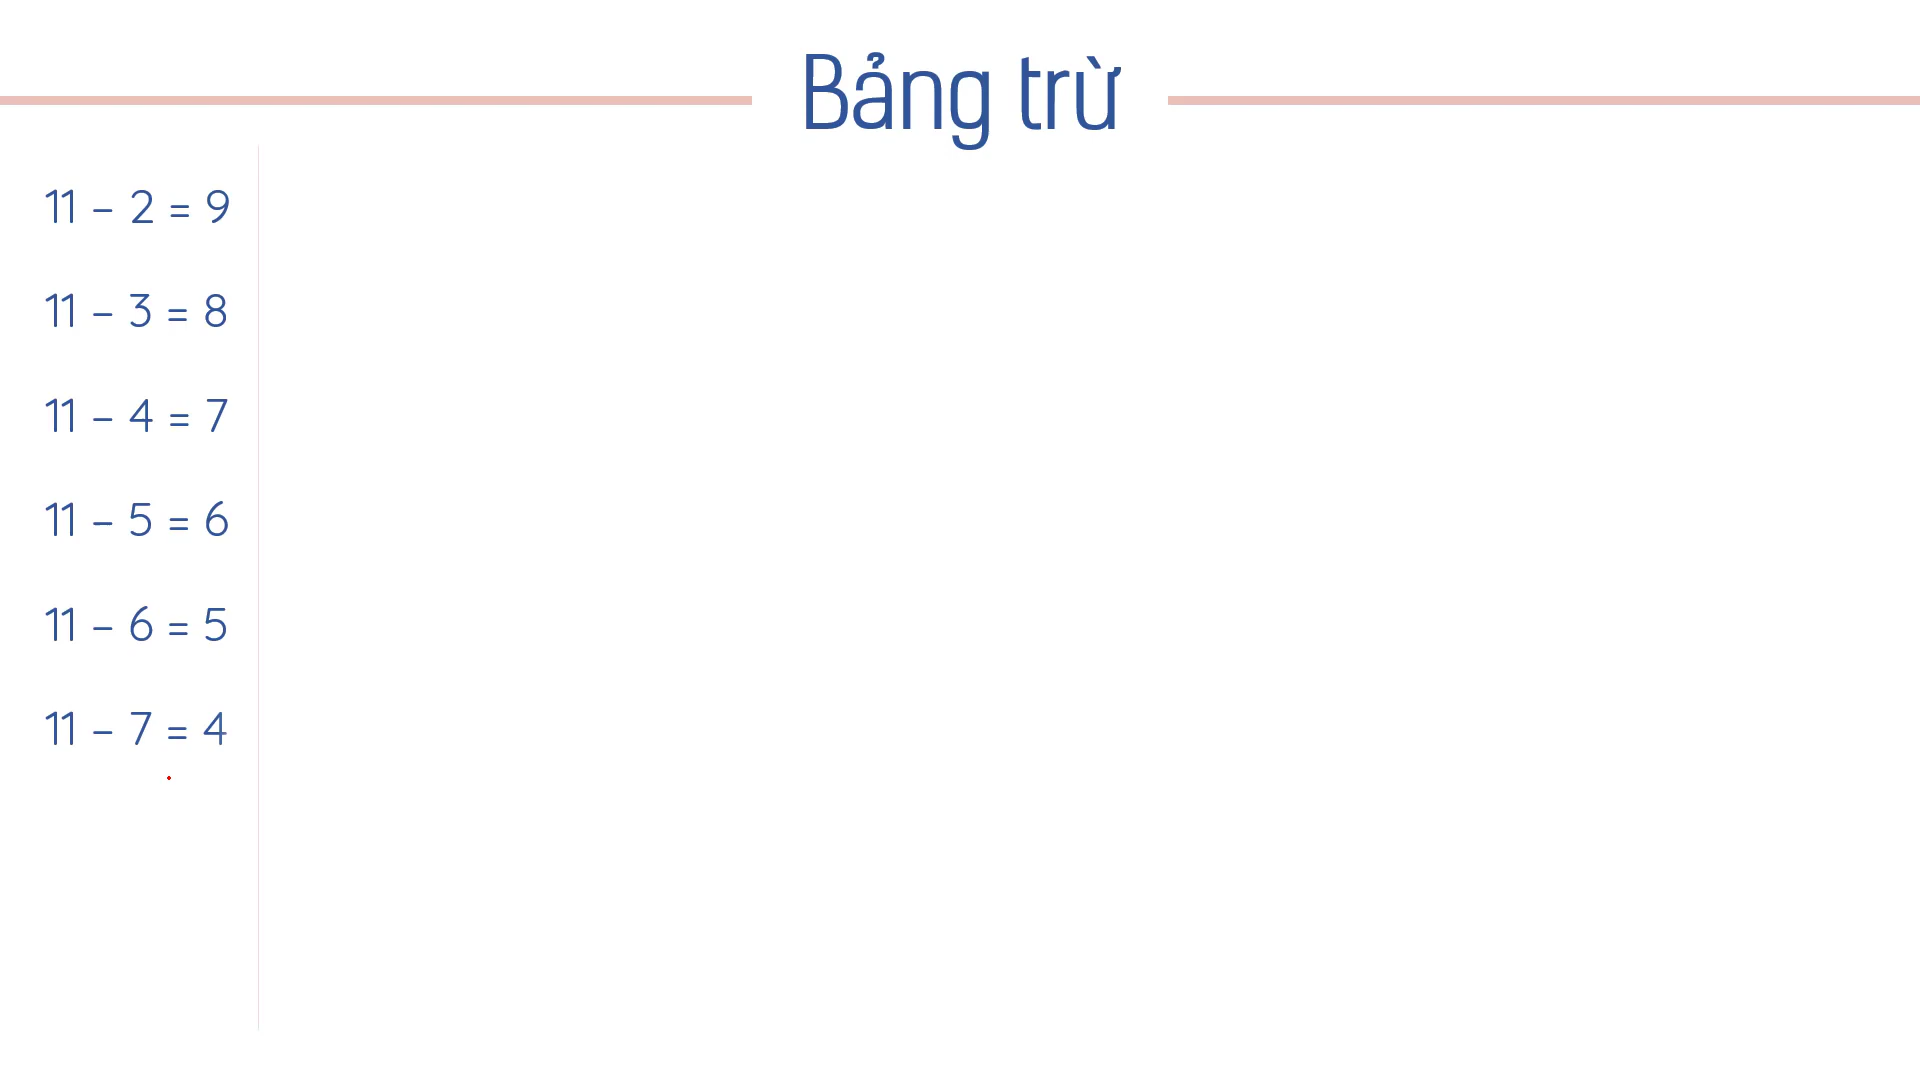 Bảng trừ
11 – 2 = 9
11 – 3 = 8
11 – 4 = 7
11 – 5 = 6
11 – 6 = 5
11 – 7 = 4